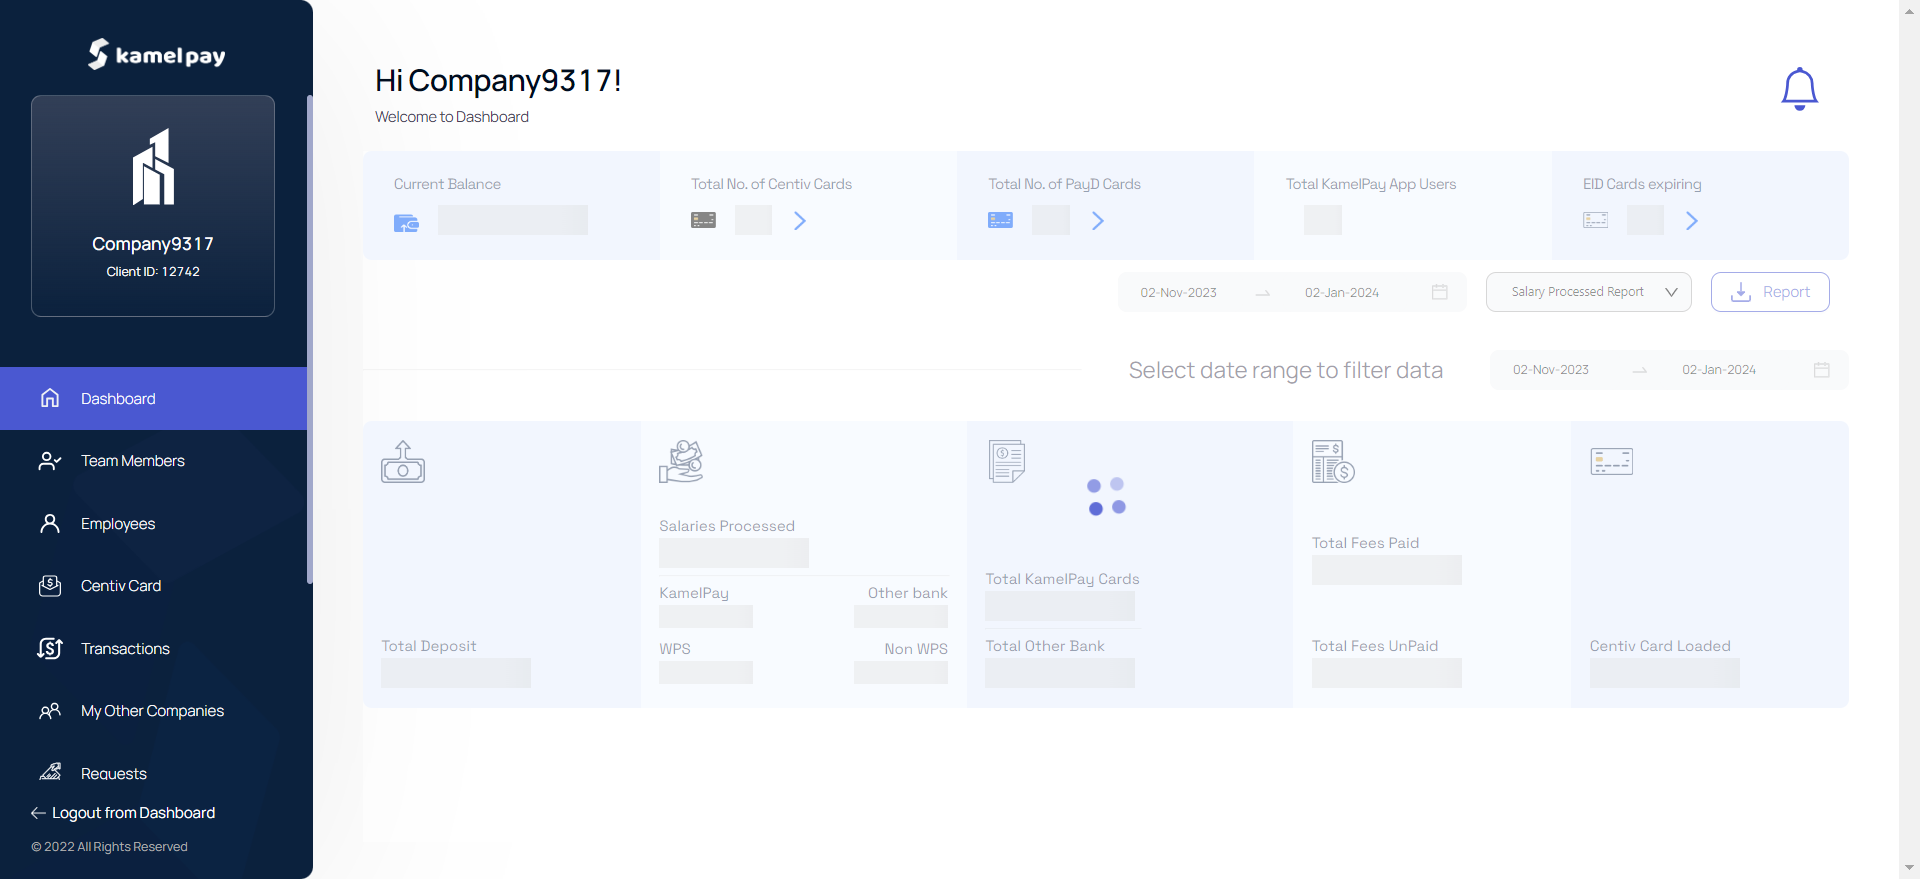 kamelpay
Company9317
Client ID: 12742
Dashboard
Team Members
Employees
Centiv Card
Transactions
My Other Companies
Requests
Logout from Dashboard
© 2022 All Rights Reserved
Hi Company9317!
Welcome to Dashboard
Current Balance
Total No. of Centiv Cards
Total No. of PayD Cards
Total KamelPay App Users
EID Cards expiring
02-Nov-2023 02-Jan-2024 Salary Processed Report Report
Select date range to filter data 02-Nov-2023 02-Jan-2024
Total Deposit
Salaries Processed
KamelPay Other bank
WPS Non WPS
Total KamelPay Cards
Total Other Bank
Total Fees Paid
Total Fees UnPaid
Centiv Card Loaded